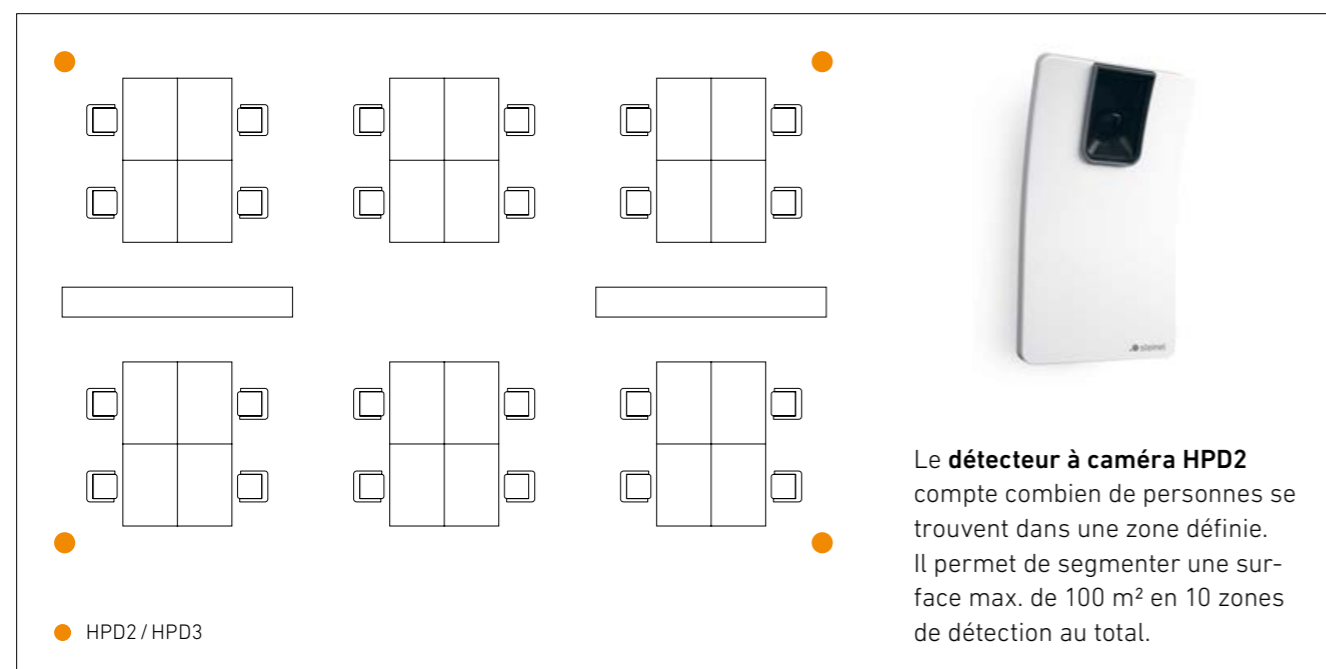 steinel
Le détecteur à caméra HPD2
compte combien de personnes se
trouvent dans une zone définie.
Il permet de segmenter une sur-
face max. de 100 m² en 10 zones
de détection au total.
HPD2 / HPD3